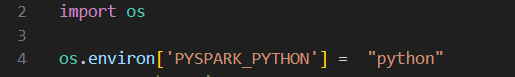 2 import os
3
4 os.environ['PYSPARK_PYTHON'] =  "python"